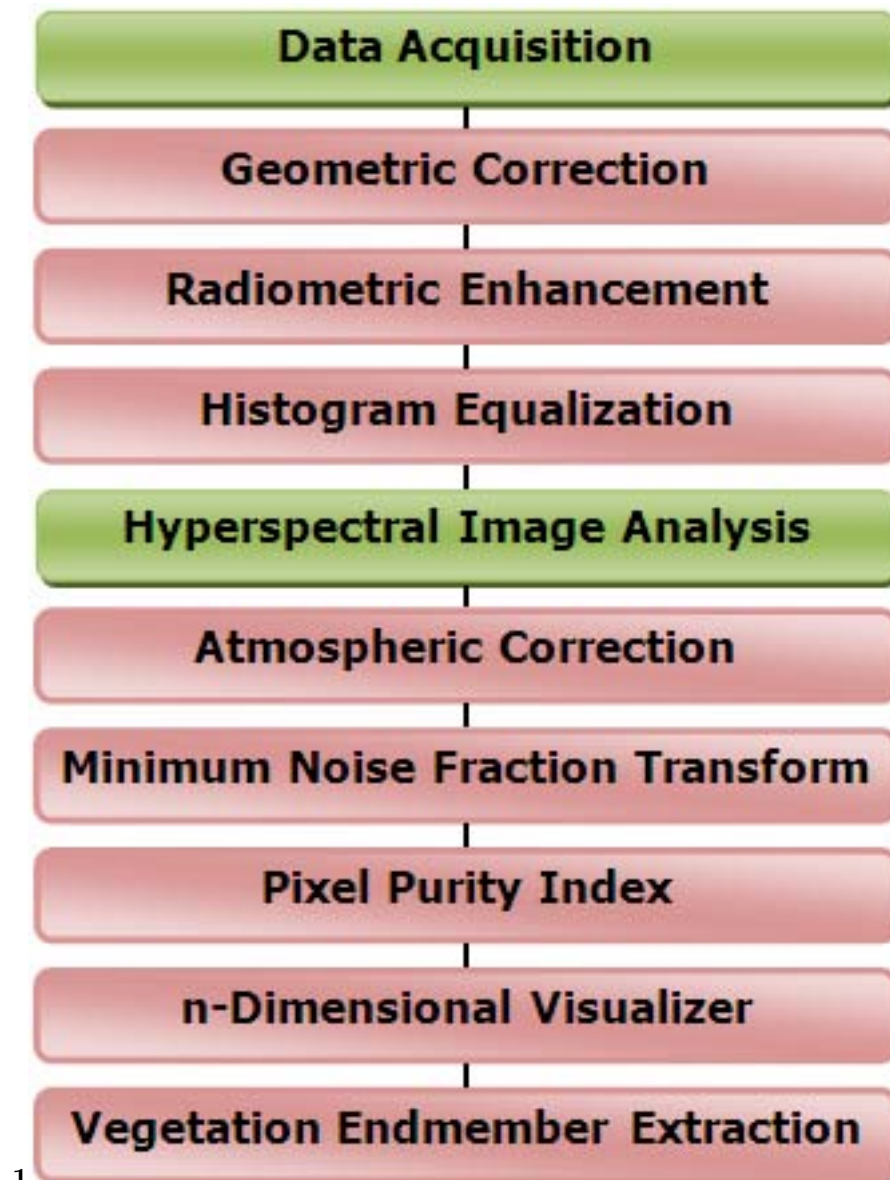 Data Acquisition
Geometric Correction
Radiometric Enhancement
Histogram Equalization
Hyperspectral Image Analysis
Atmospheric Correction
Minimum Noise Fraction Transform
Pixel Purity Index
n-Dimensional Visualizer
Vegetation Endmember Extraction
1